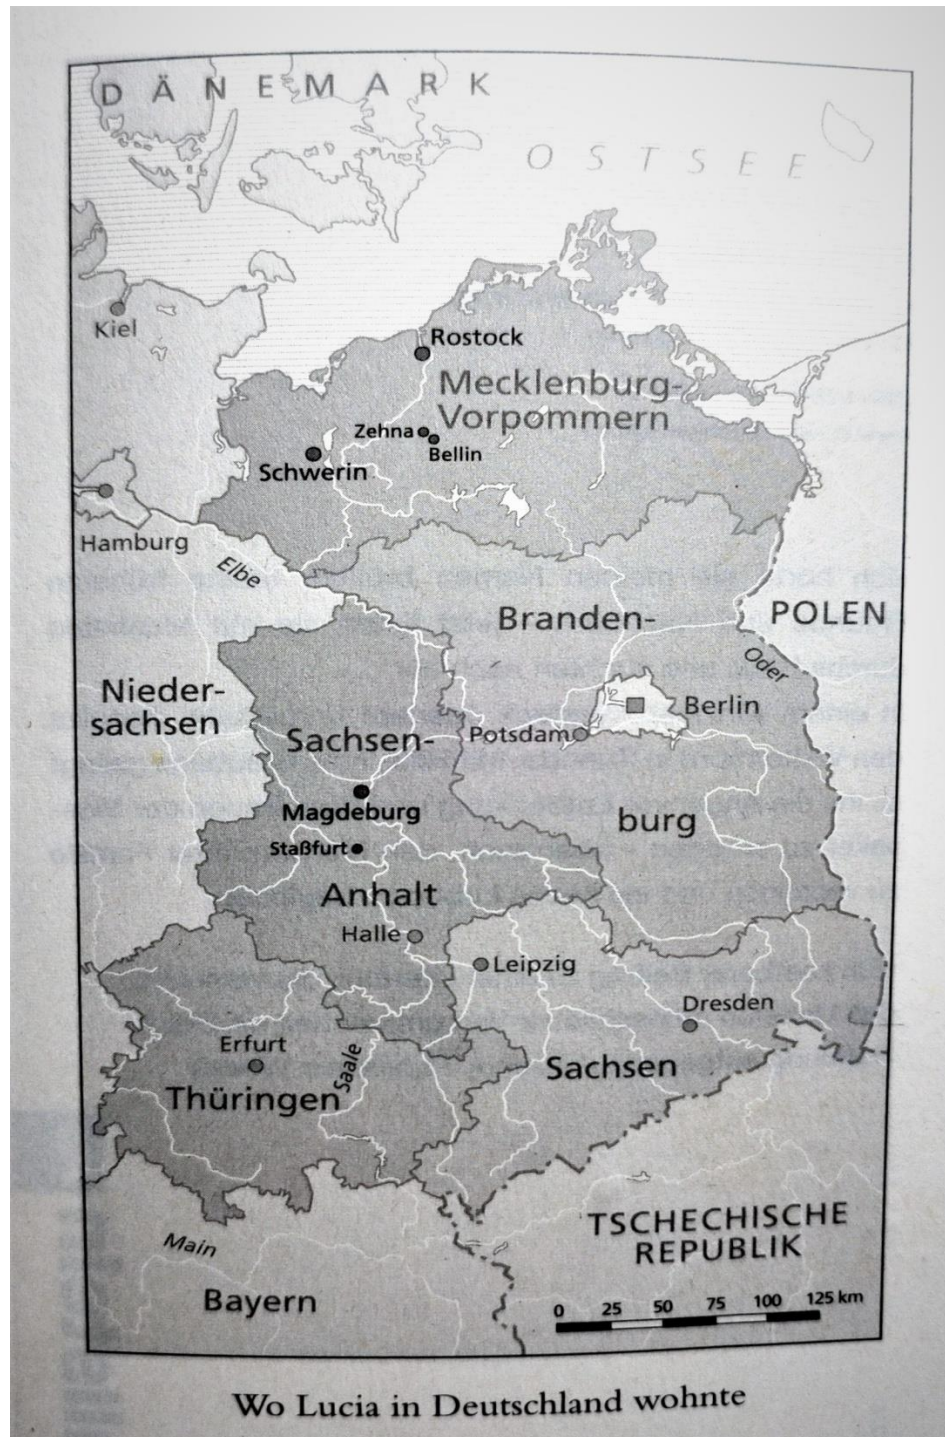 DÄNEMARK
OSTSEE
Kiel
Rostock
Mecklenburg-
Vorpommern
Zehna
Bellin
Schwerin
Hamburg
Elbe
Branden-
POLEN
Oder
Nieder-
sachsen
Berlin
Potsdam
Sachsen-
Magdeburg
burg
Staßfurt
Anhalt
Halle
Leipzig
Dresden
Erfurt
Saale
Sachsen
Thüringen
TSCHECHISCHE
REPUBLIK
Main
Bayern
0 25 50 75 100 125 km
Wo Lucia in Deutschland wohnte